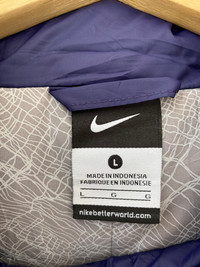 L
MADE IN INDONESIA
FABRIQUE EN INDONESIE
L G G
nikebetterworld.com